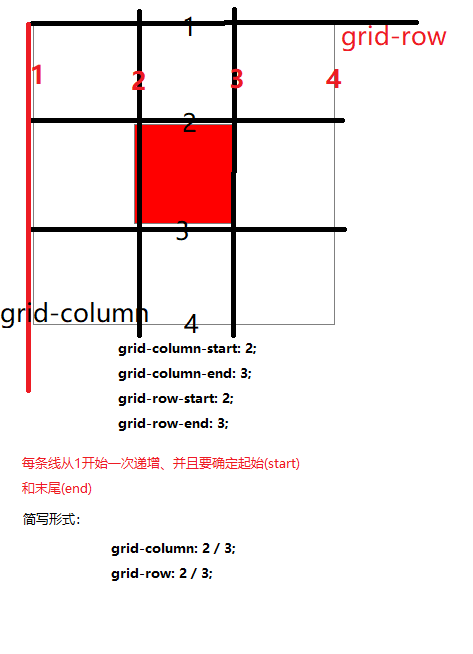 1
grid-row
1 2 3 4
2
3
grid-column
4
grid-column-start: 2;
grid-column-end: 3;
grid-row-start: 2;
grid-row-end: 3;
每条线从1开始一次递增、并且要确定起始(start)
和末尾(end)
简写形式:
grid-column: 2 / 3;
grid-row: 2 / 3;